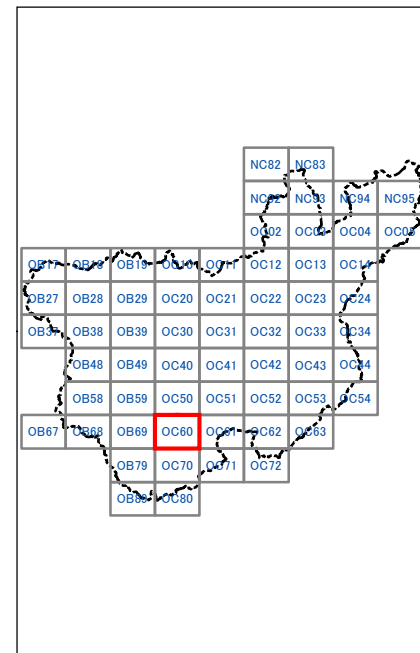 NC82 NC83
NC92 NC93 NC94 NC95
OC02 OC03 OC04 OC05
OB17 OB18 OB19 OC10 OC11 OC12 OC13 OC14
OB27 OB28 OB29 OC20 OC21 OC22 OC23 OC24
OB37 OB38 OB39 OC30 OC31 OC32 OC33 OC34
OB48 OB49 OC40 OC41 OC42 OC43 OC44
OB58 OB59 OC50 OC51 OC52 OC53 OC54
OB67 OB68 OB69 OC60 OC61 OC62 OC63
OB79 OC70 OC71 OC72
OB89 OC80